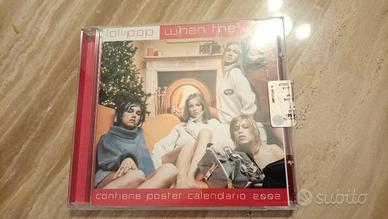 lollipop when the
contiene poster calendario 2002
subito